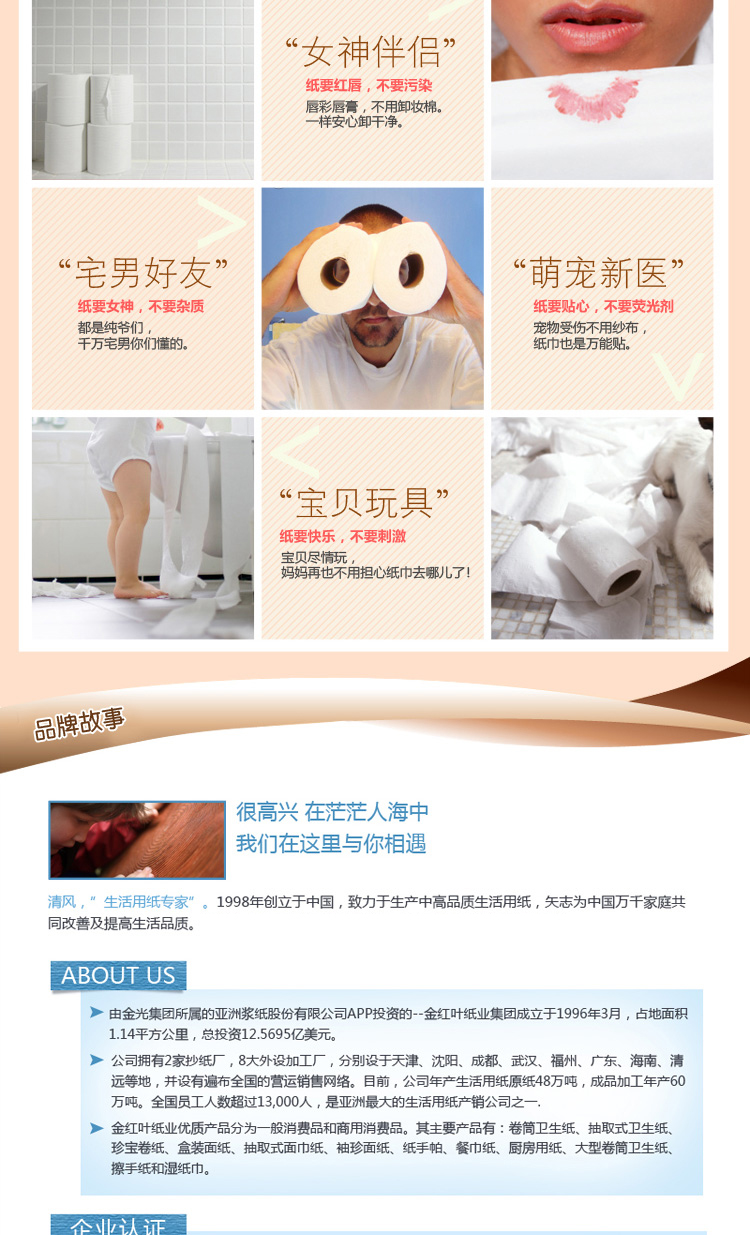 “女神伴侣”
纸要红唇，不要污染
唇彩唇膏，不用卸妆棉。
一样安心卸干净。
“宅男好友”
纸要女神，不要杂质
都是纯爷们，
千万宅男你们懂的。
“萌宠新医”
纸要贴心，不要荧光剂
宠物受伤不用纱布，
纸巾也是万能贴。
“宝贝玩具”
纸要快乐，不要刺激
宝贝尽情玩，
妈妈再也不用担心纸巾去哪儿了!
品牌故事
很高兴 在茫茫人海中
我们在这里与你相遇
清风，”生活用纸专家”。1998年创立于中国，致力于生产中高品质生活用纸，矢志为中国万千家庭共
同改善及提高生活品质。
ABOUT US
由金光集团所属的亚洲浆纸股份有限公司APP投资的--金红叶纸业集团成立于1996年3月，占地面积
1.14平方公里，总投资12.5695亿美元。
公司拥有2家抄纸厂，8大外设加工厂，分别设于天津、沈阳、成都、武汉、福州、广东、海南、清
远等地，并设有遍布全国的营运销售网络。目前，公司年产生活用纸原纸48万吨，成品加工年产60
万吨。全国员工人数超过13,000人，是亚洲最大的生活用纸产销公司之一.
金红叶纸业优质产品分为一般消费品和商用消费品。其主要产品有：卷筒卫生纸、抽取式卫生纸、
珍宝卷纸、盒装面纸、抽取式面巾纸、袖珍面纸、纸手帕、餐巾纸、厨房用纸、大型卷筒卫生纸、
擦手纸和湿纸巾。
企业认证